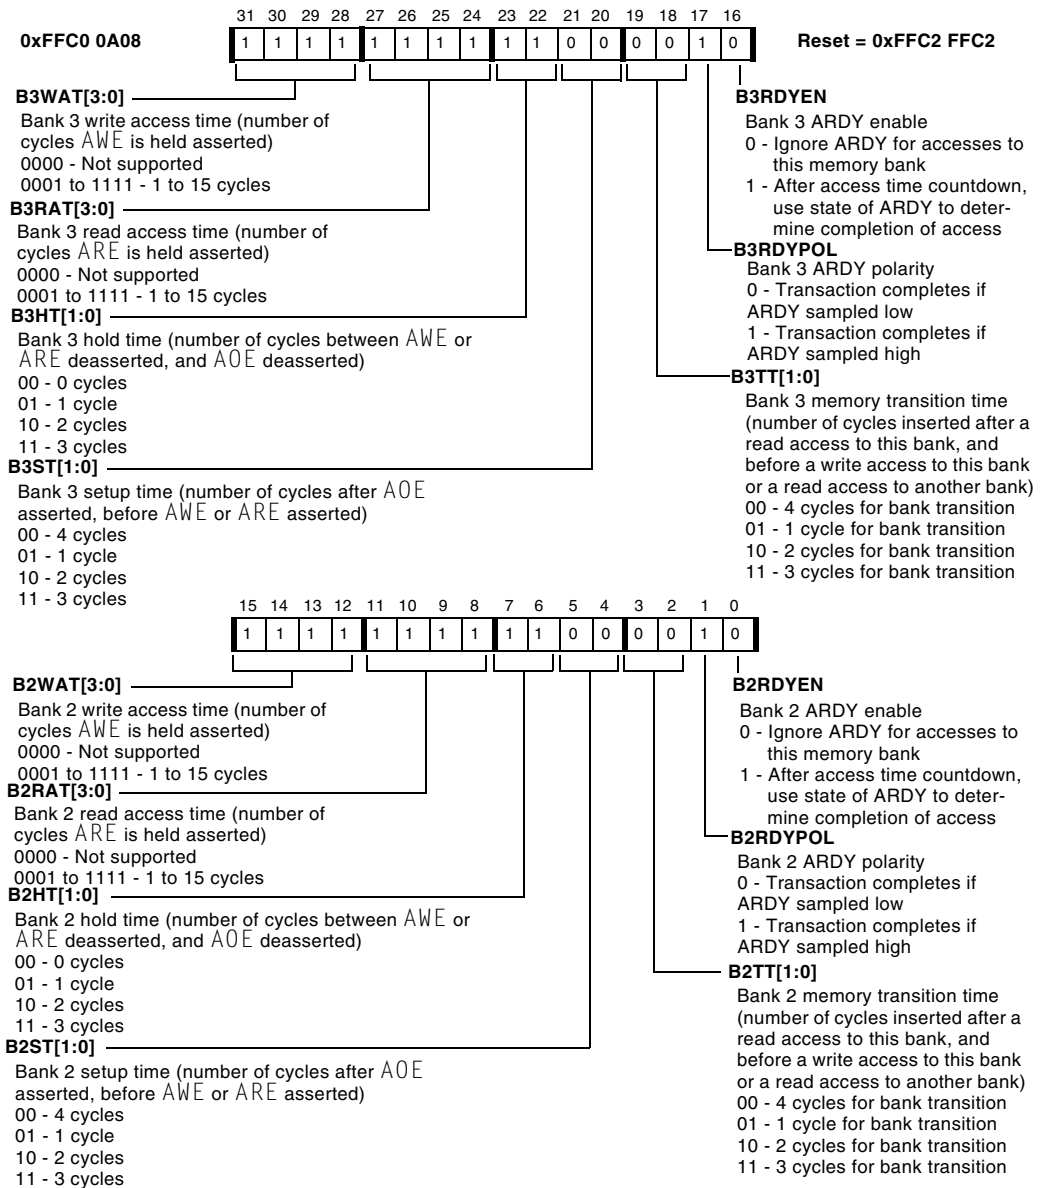 31 30 29 28 27 26 25 24 23 22 21 20 19 18 17 16
0xFFC0 0A08
1 1 1 1 1 1 1 1 1 1 0 0 0 0 1 0
Reset = 0xFFC2 FFC2
B3WAT[3:0]
Bank 3 write access time (number of
cycles AWE is held asserted)
0000 - Not supported
0001 to 1111 - 1 to 15 cycles
B3RAT[3:0]
Bank 3 read access time (number of
cycles ARE is held asserted)
0000 - Not supported
0001 to 1111 - 1 to 15 cycles
B3HT[1:0]
Bank 3 hold time (number of cycles between AWE or
ARE deasserted, and AOE deasserted)
00 - 0 cycles
01 - 1 cycle
10 - 2 cycles
11 - 3 cycles
B3ST[1:0]
Bank 3 setup time (number of cycles after AOE
asserted, before AWE or ARE asserted)
00 - 4 cycles
01 - 1 cycle
10 - 2 cycles
11 - 3 cycles
B3RDYEN
Bank 3 ARDY enable
0 - Ignore ARDY for accesses to
this memory bank
1 - After access time countdown,
use state of ARDY to deter-
mine completion of access
B3RDYPOL
Bank 3 ARDY polarity
0 - Transaction completes if
ARDY sampled low
1 - Transaction completes if
ARDY sampled high
B3TT[1:0]
Bank 3 memory transition time
(number of cycles inserted after a
read access to this bank, and
before a write access to this bank
or a read access to another bank)
00 - 4 cycles for bank transition
01 - 1 cycle for bank transition
10 - 2 cycles for bank transition
11 - 3 cycles for bank transition
15 14 13 12 11 10 9 8 7 6 5 4 3 2 1 0
1 1 1 1 1 1 1 1 1 1 0 0 0 0 1 0
B2WAT[3:0]
Bank 2 write access time (number of
cycles AWE is held asserted)
0000 - Not supported
0001 to 1111 - 1 to 15 cycles
B2RAT[3:0]
Bank 2 read access time (number of
cycles ARE is held asserted)
0000 - Not supported
0001 to 1111 - 1 to 15 cycles
B2HT[1:0]
Bank 2 hold time (number of cycles between AWE or
ARE deasserted, and AOE deasserted)
00 - 0 cycles
01 - 1 cycle
10 - 2 cycles
11 - 3 cycles
B2ST[1:0]
Bank 2 setup time (number of cycles after AOE
asserted, before AWE or ARE asserted)
00 - 4 cycles
01 - 1 cycle
10 - 2 cycles
11 - 3 cycles
B2RDYEN
Bank 2 ARDY enable
0 - Ignore ARDY for accesses to
this memory bank
1 - After access time countdown,
use state of ARDY to deter-
mine completion of access
B2RDYPOL
Bank 2 ARDY polarity
0 - Transaction completes if
ARDY sampled low
1 - Transaction completes if
ARDY sampled high
B2TT[1:0]
Bank 2 memory transition time
(number of cycles inserted after a
read access to this bank, and
before a write access to this bank
or a read access to another bank)
00 - 4 cycles for bank transition
01 - 1 cycle for bank transition
10 - 2 cycles for bank transition
11 - 3 cycles for bank transition